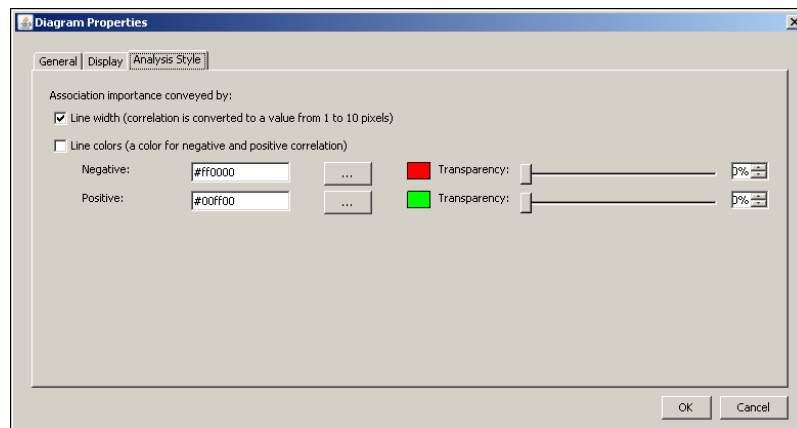 Diagram Properties
General Display Analysis Style
Association importance conveyed by:
Line width (correlation is converted to a value from 1 to 10 pixels)
Line colors (a color for negative and positive correlation)
Negative: #ff0000 ... Transparency: 0%
Positive: #00ff00 ... Transparency: 0%
OK Cancel